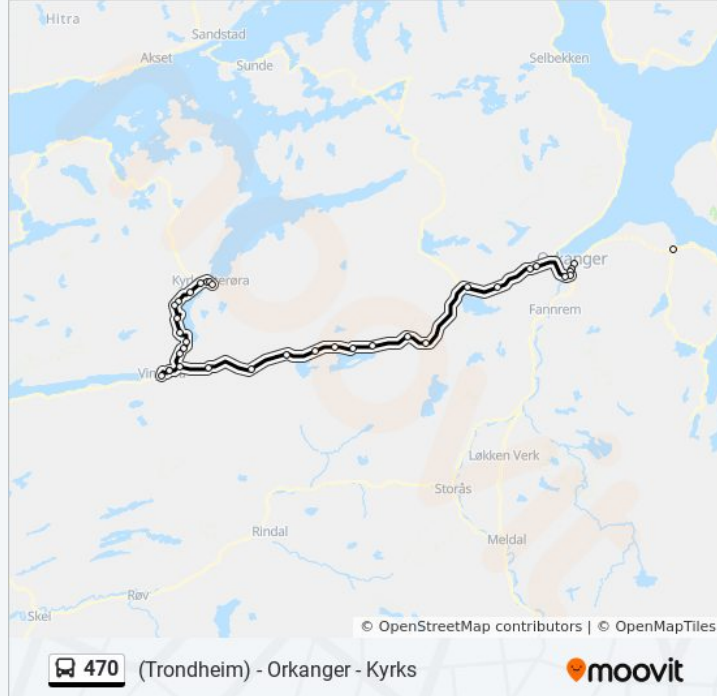 Hitra
Sandstad
Akset
Sunde
Selbekken
Orkanger
Fannrem
Løkken Verk
Storås
Rindal
Meldal
Røv
Skei
© OpenStreetMap contributors | © OpenMapTiles
470 (Trondheim) - Orkanger - Kyrks
moovit